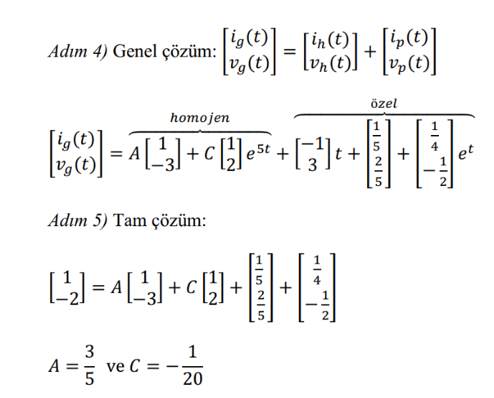 Adım 4) Genel çözüm: [i_g(t) v_g(t)] = [i_h(t) v_h(t)] + [i_p(t) v_p(t)]
homojen özel
[i_g(t) v_g(t)] = A[1 −3] + C[1 2]e^{5t} + [−1 3]t + [1/5 2/5] + [1/4 −1/2]e^t
Adım 5) Tam çözüm:
[1 −2] = A[1 −3] + C[1 2] + [1/5 2/5] + [1/4 −1/2]
A = 3/5 ve C = −1/20